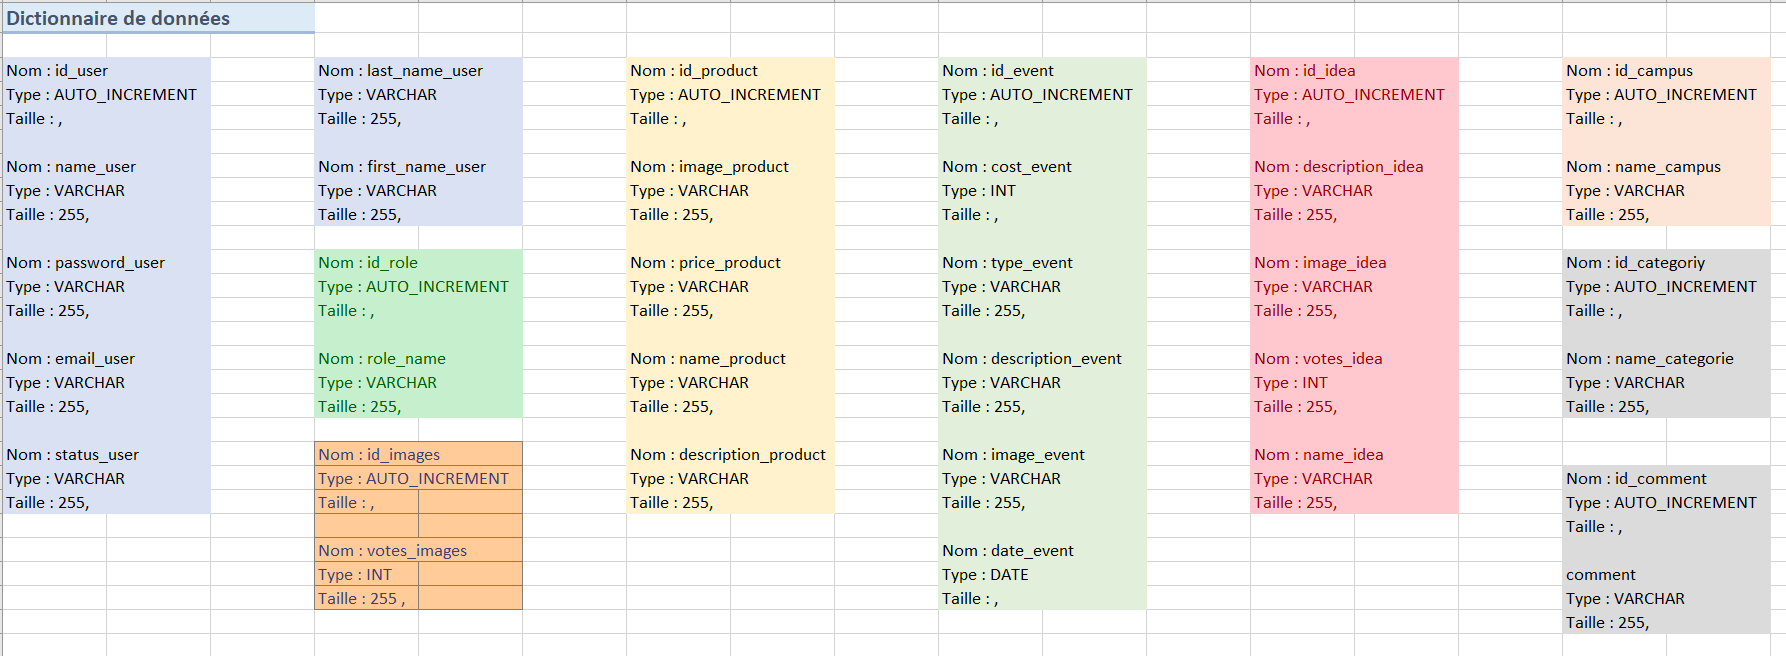 Dictionnaire de données
Nom : id_user
Type : AUTO_INCREMENT
Taille : ,
Nom : name_user
Type : VARCHAR
Taille : 255,
Nom : password_user
Type : VARCHAR
Taille : 255,
Nom : email_user
Type : VARCHAR
Taille : 255,
Nom : status_user
Type : VARCHAR
Taille : 255,
Nom : last_name_user
Type : VARCHAR
Taille : 255,
Nom : first_name_user
Type : VARCHAR
Taille : 255,
Nom : id_role
Type : AUTO_INCREMENT
Taille : ,
Nom : role_name
Type : VARCHAR
Taille : 255,
Nom : id_images
Type : AUTO_INCREMENT
Taille : ,
Nom : votes_images
Type : INT
Taille : 255 ,
Nom : id_product
Type : AUTO_INCREMENT
Taille : ,
Nom : image_product
Type : VARCHAR
Taille : 255,
Nom : price_product
Type : VARCHAR
Taille : 255,
Nom : name_product
Type : VARCHAR
Taille : 255,
Nom : description_product
Type : VARCHAR
Taille : 255,
Nom : id_event
Type : AUTO_INCREMENT
Taille : ,
Nom : cost_event
Type : INT
Taille : ,
Nom : type_event
Type : VARCHAR
Taille : 255,
Nom : description_event
Type : VARCHAR
Taille : 255,
Nom : image_event
Type : VARCHAR
Taille : 255,
Nom : date_event
Type : DATE
Taille : ,
Nom : id_idea
Type : AUTO_INCREMENT
Taille : ,
Nom : description_idea
Type : VARCHAR
Taille : 255,
Nom : image_idea
Type : VARCHAR
Taille : 255,
Nom : votes_idea
Type : INT
Taille : 255,
Nom : name_idea
Type : VARCHAR
Taille : 255,
Nom : id_campus
Type : AUTO_INCREMENT
Taille : ,
Nom : name_campus
Type : VARCHAR
Taille : 255,
Nom : id_categoriy
Type : AUTO_INCREMENT
Taille : ,
Nom : name_categorie
Type : VARCHAR
Taille : 255,
Nom : id_comment
Type : AUTO_INCREMENT
Taille : ,
comment
Type : VARCHAR
Taille : 255,